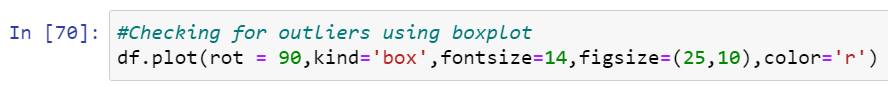 In [70]: #Checking for outliers using boxplot
df.plot(rot = 90,kind='box',fontsize=14,figsize=(25,10),color='r')